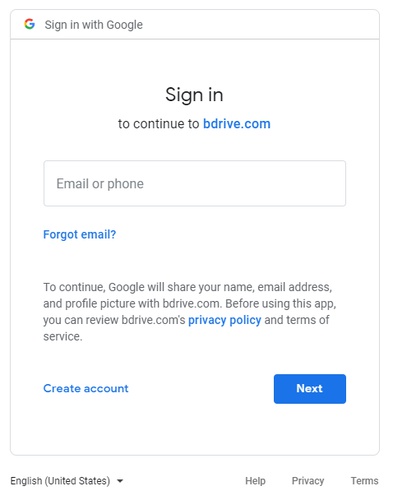 Sign in with Google
Sign in
to continue to bdrive.com
Email or phone
Forgot email?
To continue, Google will share your name, email address,
and profile picture with bdrive.com. Before using this app,
you can review bdrive.com's privacy policy and terms of
service.
Create account
Next
English (United States)
Help
Privacy
Terms